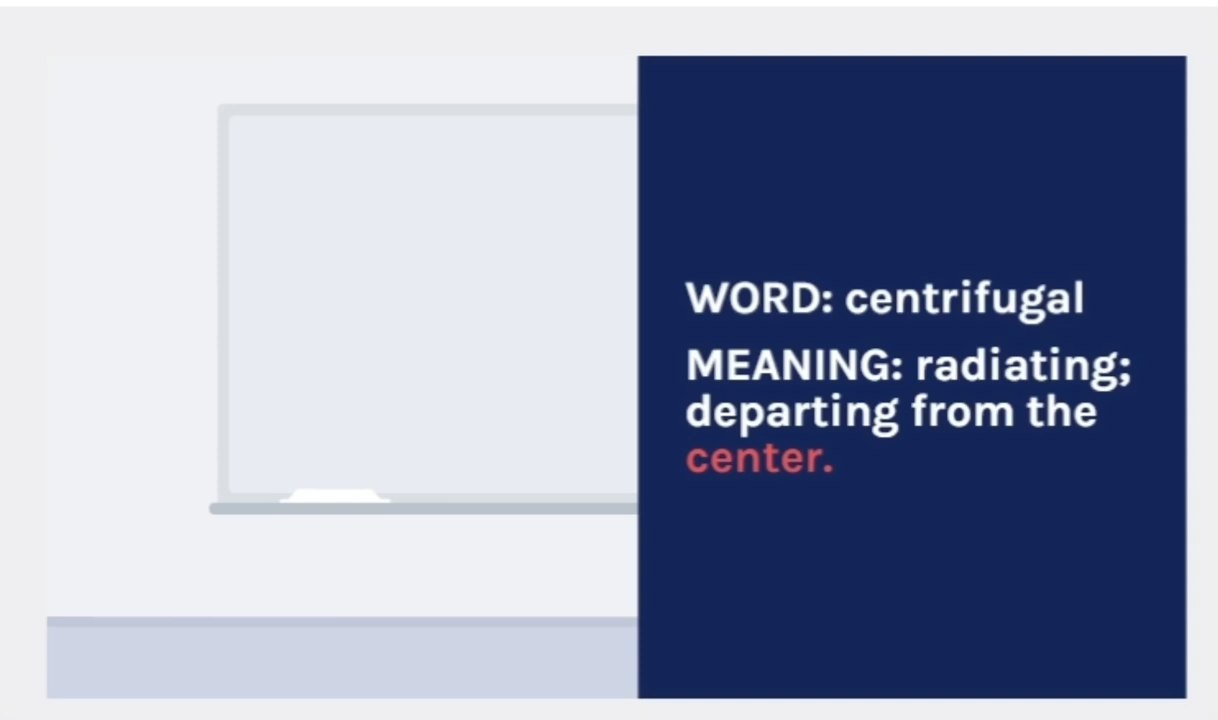 WORD: centrifugal
MEANING: radiating;
departing from the
center.